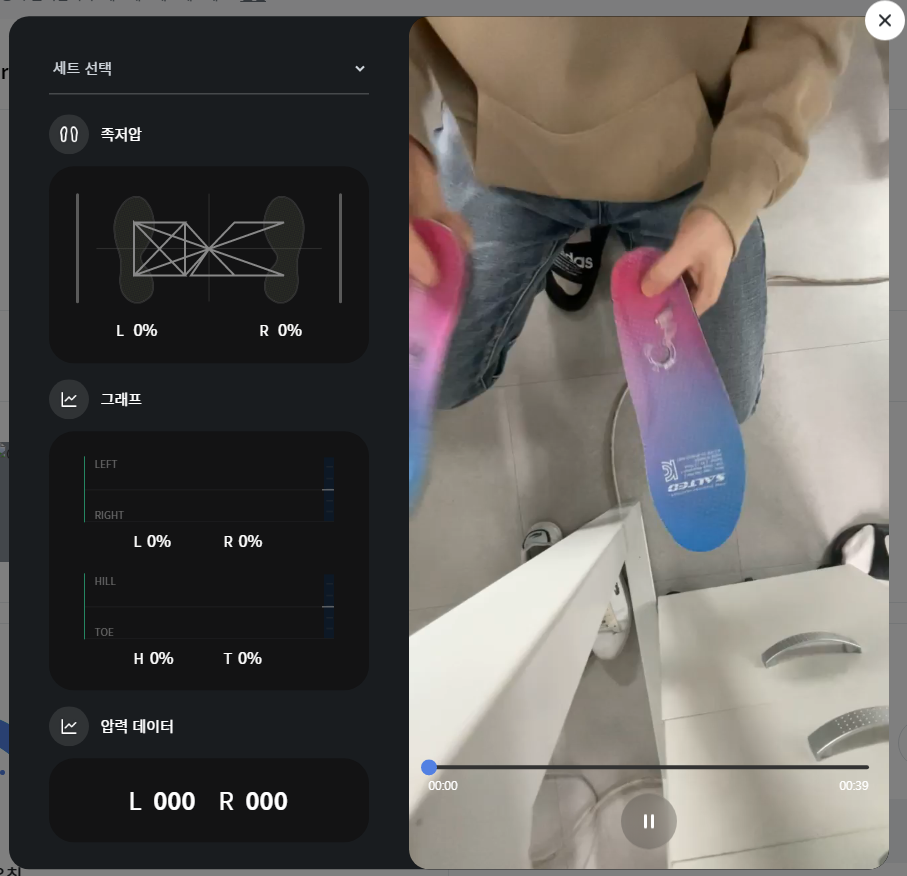 세트 선택
족저압
L 0% R 0%
그래프
LEFT
RIGHT
L 0% R 0%
HILL
TOE
H 0% T 0%
압력 데이터
L 000 R 000
adidas
SALTED
00:00 00:39